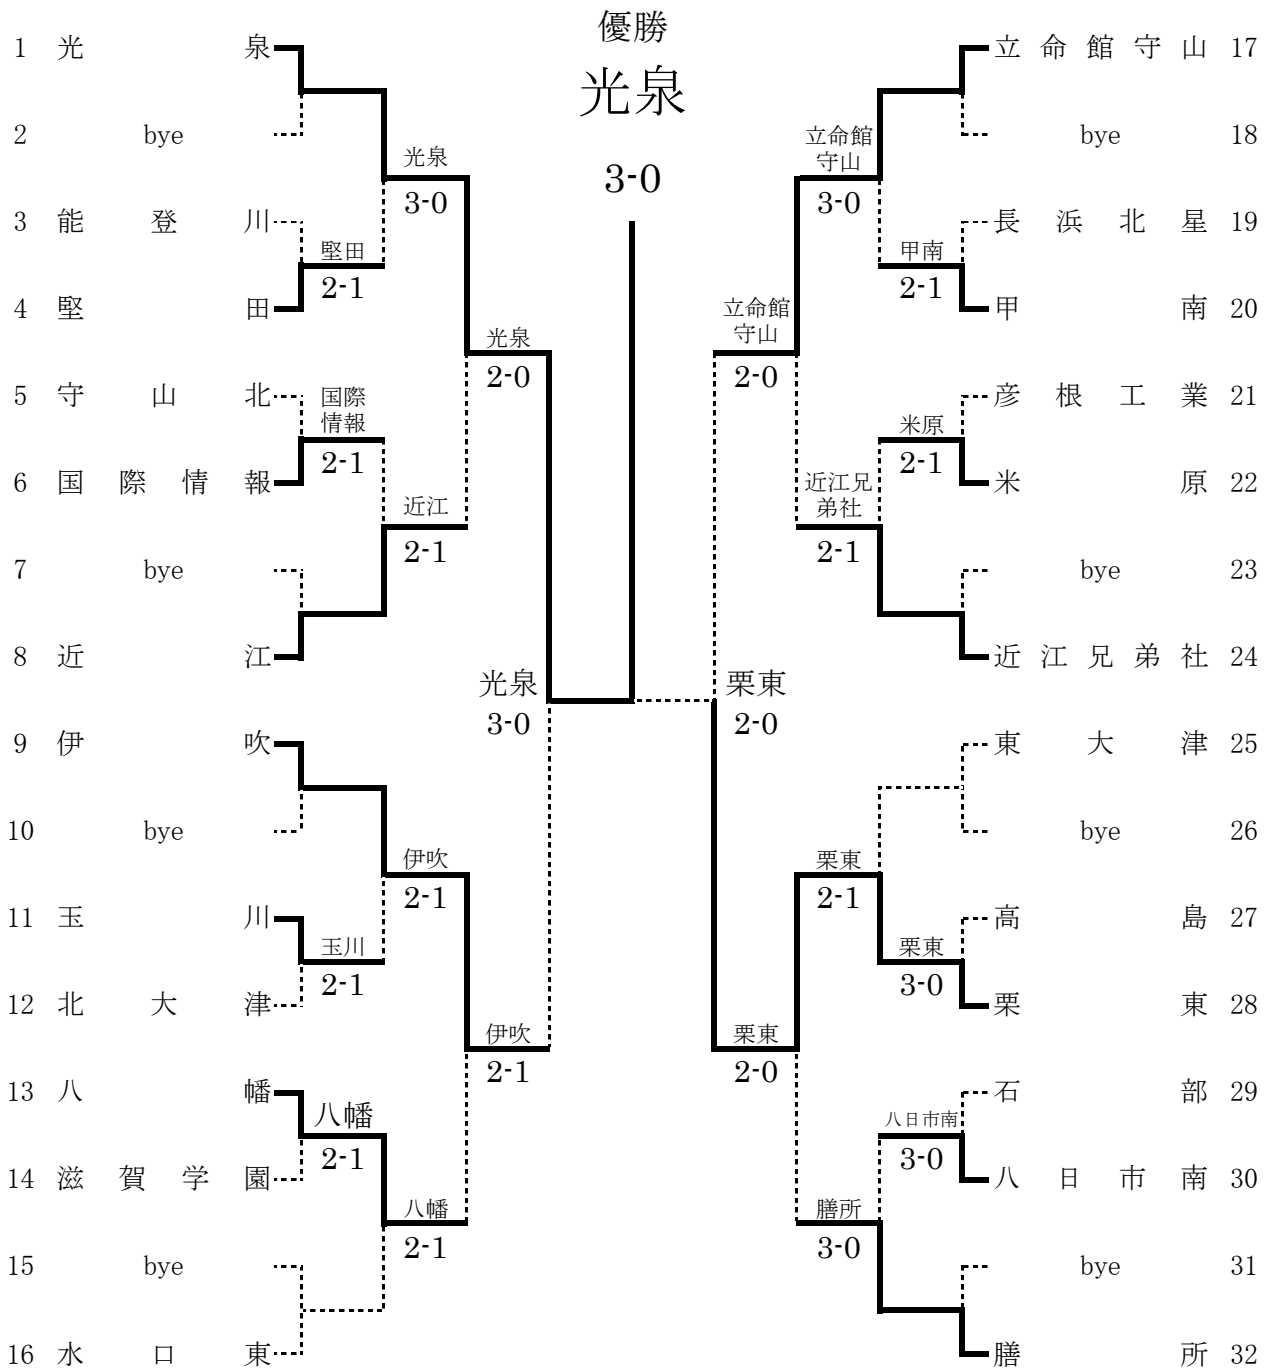 優勝
光泉
3-0
1 光泉
2 bye
3 能登川
4 堅田
5 守山北
6 国際情報
7 bye
8 近江
9 伊吹
10 bye
11 玉川
12 北大津
13 八幡
14 滋賀学園
15 bye
16 水口東
堅田
2-1
国際
情報
2-1
玉川
2-1
八幡
2-1
光泉
3-0
近江
2-1
伊吹
2-1
八幡
2-1
光泉
2-0
伊吹
2-1
光泉
3-0
栗東
2-0
立命館
守山
2-0
栗東
2-0
立命館
守山
3-0
近江兄
弟社
2-1
栗東
2-1
膳所
3-0
甲南
2-1
米原
2-1
栗東
3-0
八日市南
3-0
立命館守山 17
bye 18
長浜北星 19
甲南 20
彦根工業 21
米原 22
bye 23
近江兄弟社 24
東大津 25
bye 26
高島 27
栗東 28
石部 29
八日市南 30
bye 31
膳所 32